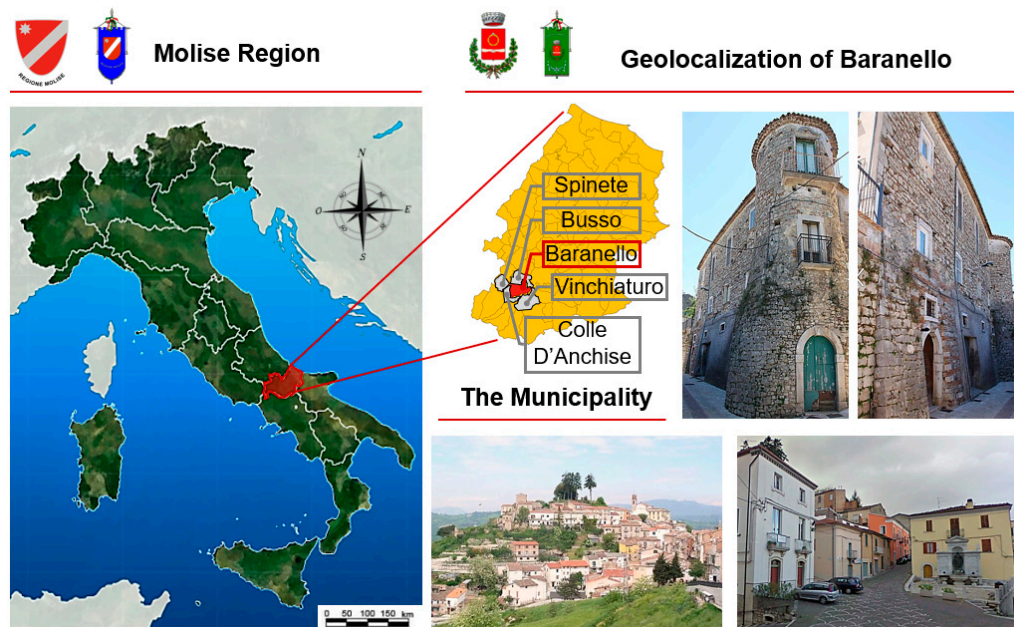 REGIONE MOLISE
Molise Region
Geolocalization of Baranello
N
O
E
S
Spinete
Busso
Baranello
Vinchiaturo
Colle
D'Anchise
The Municipality
0 50 100 150
km